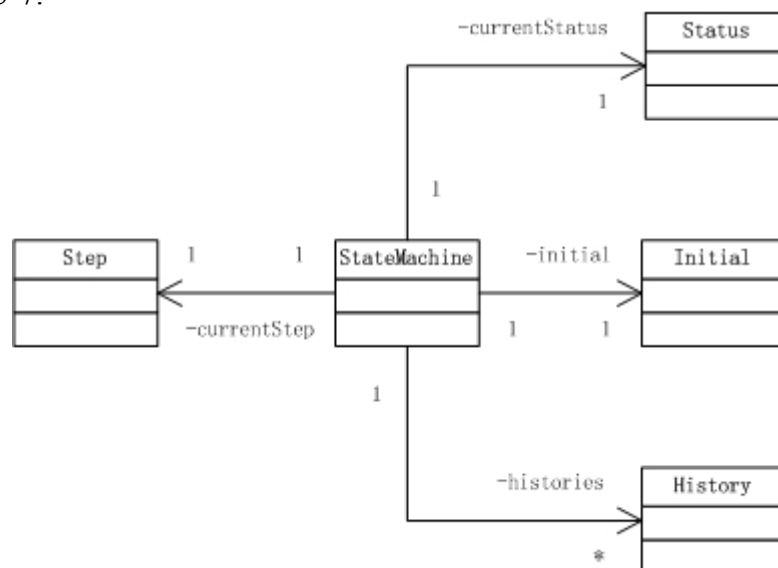 -currentStatus
Status
1
1
Step
1
1
StateMachine
-initial
Initial
-currentStep
1
1
1
-histories
History
*